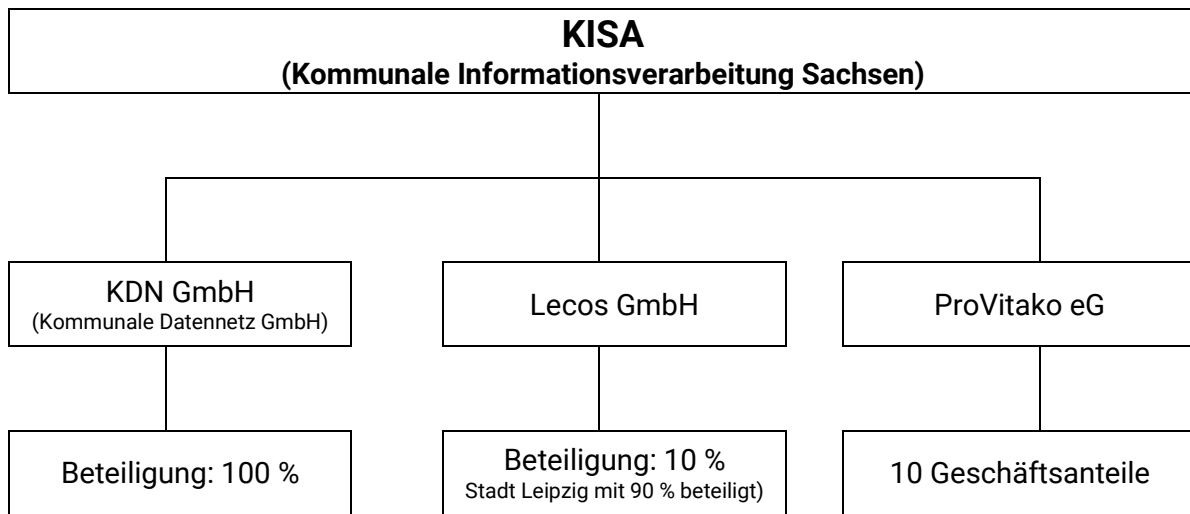 KISA
(Kommunale Informationsverarbeitung Sachsen)
KDN GmbH
(Kommunale Datennetz GmbH)
Lecos GmbH
ProVitako eG
Beteiligung: 100 %
Beteiligung: 10 %
Stadt Leipzig mit 90 % beteiligt)
10 Geschäftsanteile